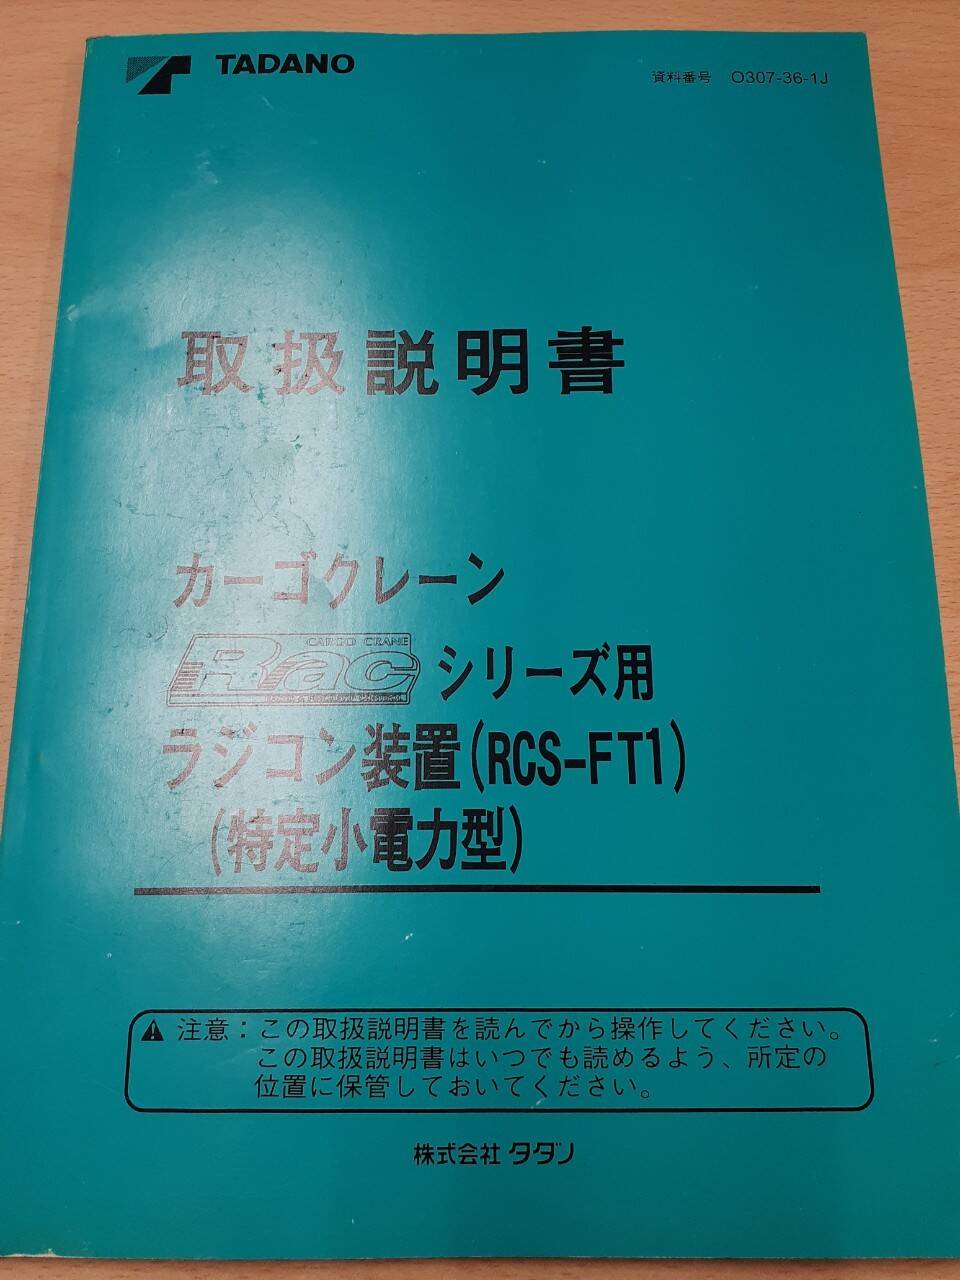 TADANO
資料番号 O307-36-1J
取扱説明書
カーゴクレーン
CARGO CRANE
Rac シリーズ用
ラジコン装置(RCS-FT1)
(特定小電力型)
注意：この取扱説明書を読んでから操作してください。
この取扱説明書はいつでも読めるよう、所定の
位置に保管しておいてください。
株式会社 タダノ